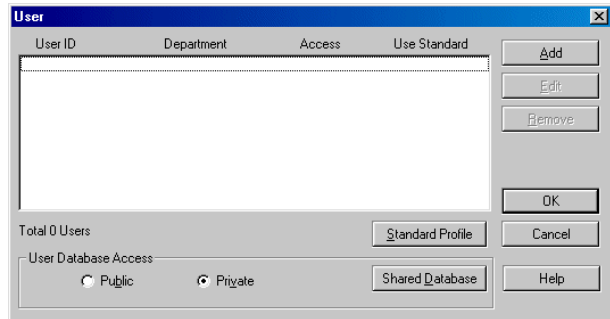 User
User ID Department Access Use Standard
Add
Edit
Remove
OK
Total 0 Users Standard Profile Cancel
User Database Access
Public Private Shared Database Help